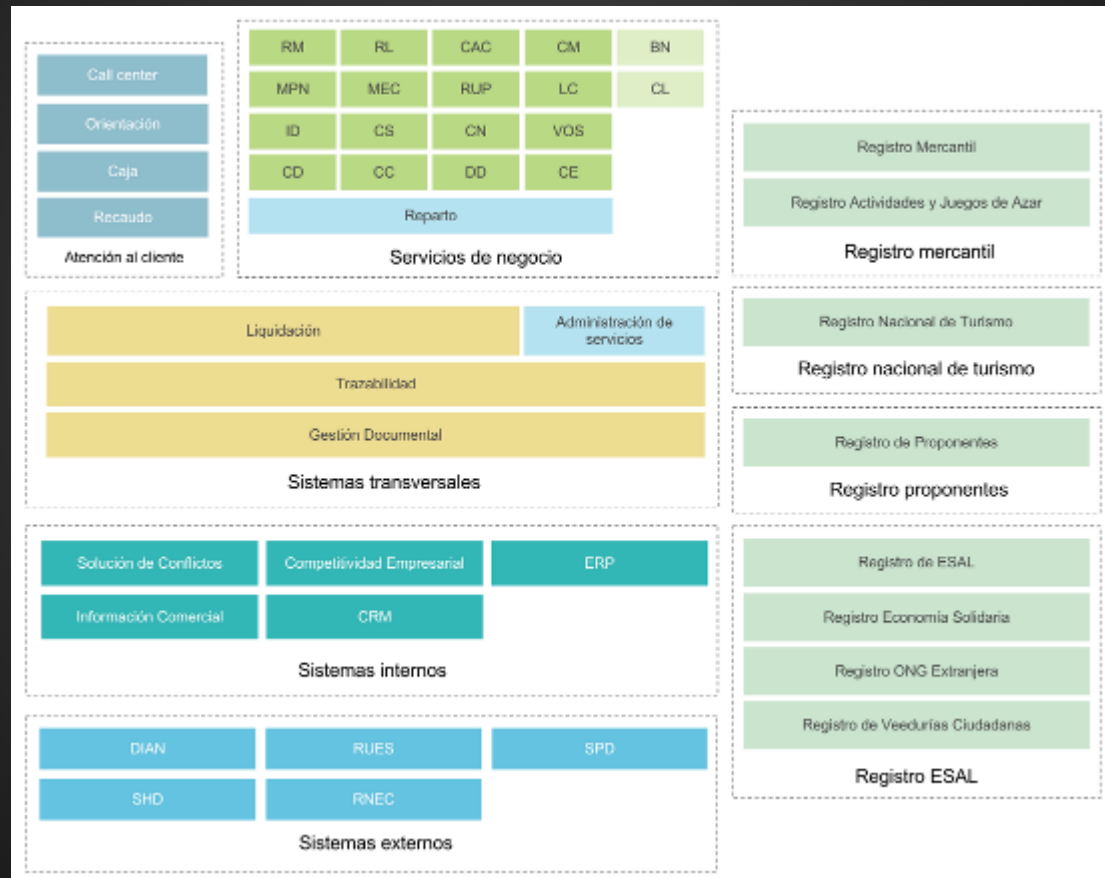 Call center
Orientación
Caja
Recaudo
Atención al cliente
RM RL CAC CM BN
MPN MEC RUP LC CL
ID CS CN VOS
CD CC DD CE
Reparto
Servicios de negocio
Liquidación
Administración de
servicios
Trazabilidad
Gestión Documental
Sistemas transversales
Solución de Conflictos Competitividad Empresarial ERP
Información Comercial CRM
Sistemas internos
DIAN RUES SPD
SHD RNEC
Sistemas externos
Registro Mercantil
Registro Actividades y Juegos de Azar
Registro mercantil
Registro Nacional de Turismo
Registro nacional de turismo
Registro de Proponentes
Registro proponentes
Registro de ESAL
Registro Economía Solidaria
Registro ONG Extranjera
Registro de Veedurías Ciudadanas
Registro ESAL